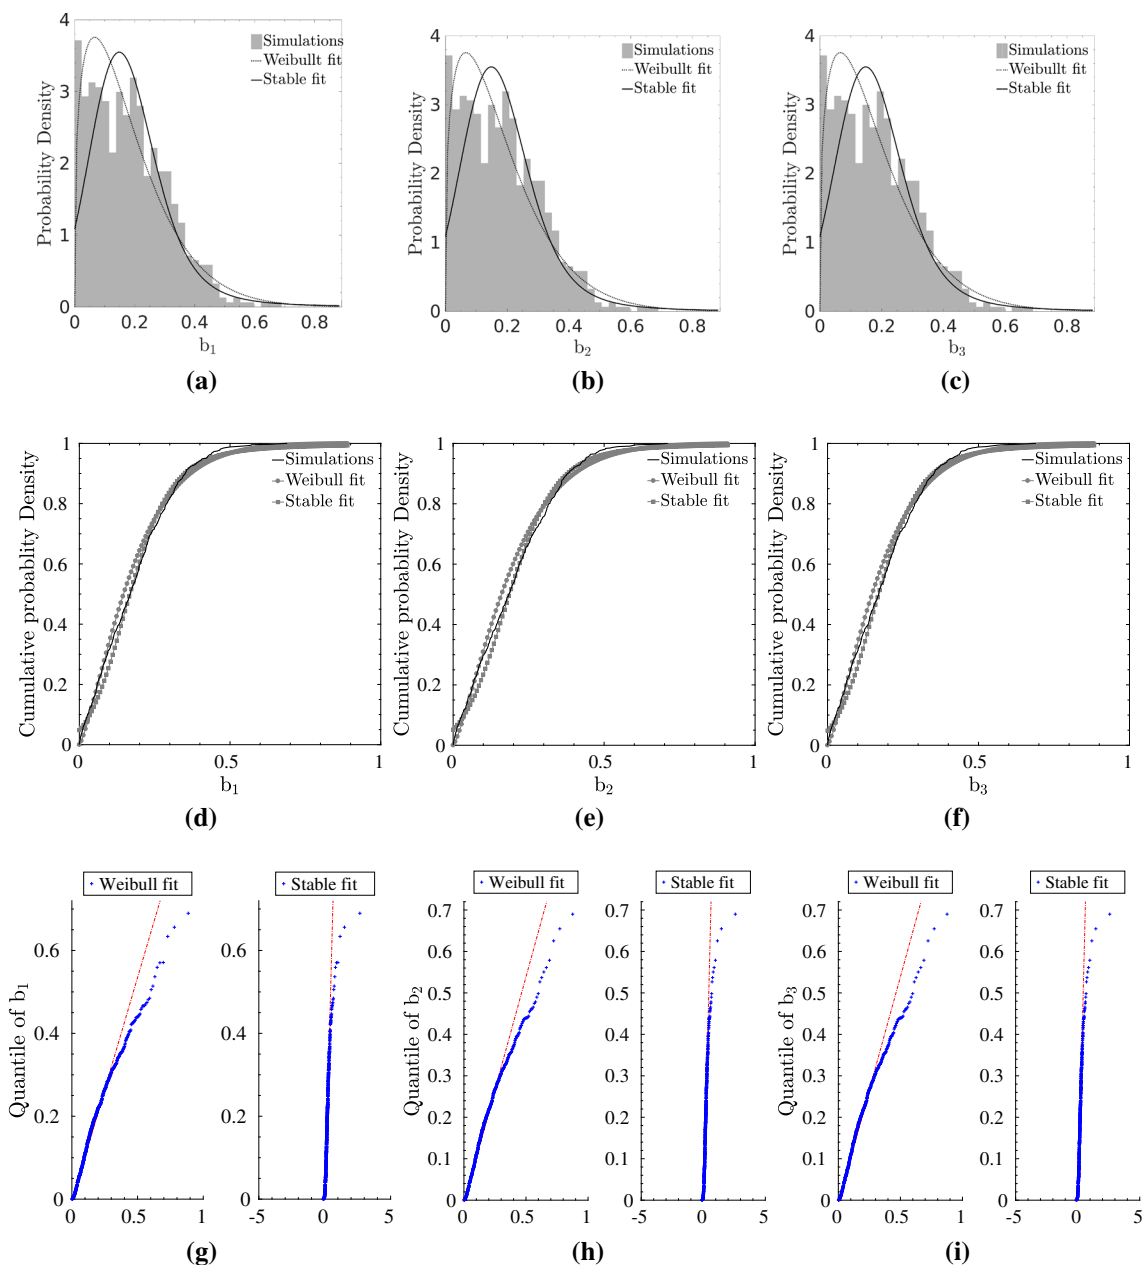 4
3
2
1
0
Probability Density
Simulations
Weibullt fit
Stable fit
0 0.2 0.4 0.6 0.8
b1
(a)
4
3
2
1
0
Probability Density
Simulations
Weibullt fit
Stable fit
0 0.2 0.4 0.6 0.8
b2
(b)
4
3
2
1
0
Probability Density
Simulations
Weibullt fit
Stable fit
0 0.2 0.4 0.6 0.8
b3
(c)
1
0.8
0.6
0.4
0.2
0
Cumulative probablity Density
Simulations
Weibull fit
Stable fit
0 0.5 1
b1
(d)
1
0.8
0.6
0.4
0.2
0
Cumulative probablity Density
Simulations
Weibull fit
Stable fit
0 0.5 1
b2
(e)
1
0.8
0.6
0.4
0.2
0
Cumulative probablity Density
Simulations
Weibull fit
Stable fit
0 0.5 1
b3
(f)
Weibull fit
0.6
0.4
0.2
0
Quantile of b1
0 0.5 1
Stable fit
0.6
0.4
0.2
0
-5 0 5
(g)
Weibull fit
0.7
0.6
0.5
0.4
0.3
0.2
0.1
0
Quantile of b2
0 0.5 1
Stable fit
0.7
0.6
0.5
0.4
0.3
0.2
0.1
0
-5 0 5
(h)
Weibull fit
0.7
0.6
0.5
0.4
0.3
0.2
0.1
0
Quantile of b3
0 0.5 1
Stable fit
0.7
0.6
0.5
0.4
0.3
0.2
0.1
0
-5 0 5
(i)